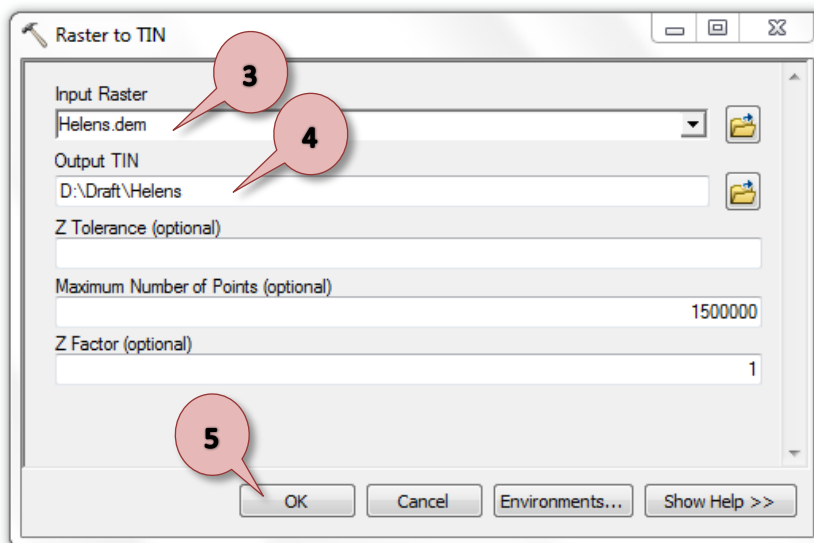 Raster to TIN
3
Input Raster
Helens.dem
4
Output TIN
D:\Draft\Helens
Z Tolerance (optional)
Maximum Number of Points (optional)
1500000
Z Factor (optional)
1
5
OK Cancel Environments... Show Help >>